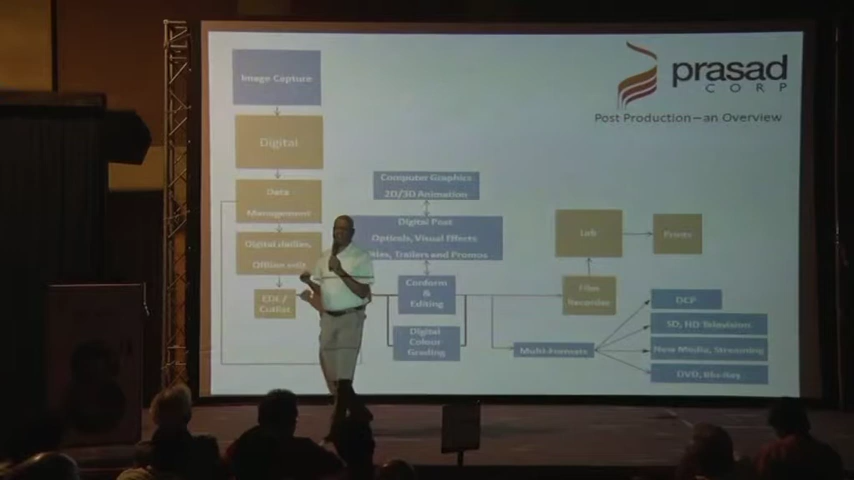 Image Capture
prasad
CORP
Post Production – an Overview
Digital
Data
Management
Computer Graphics
2D/3D Animation
Digital Post
Opticals, Visual Effects
Titles, Trailers and Promos
Digital
Offline edit
EDL /
Cutlist
Conform
&
Editing
Digital
Colour
Grading
Lab
Prints
Film
Recorder
Multi-Formats
DCP
SD, HD Television
New Media, Streaming
DVD, Blu-Ray